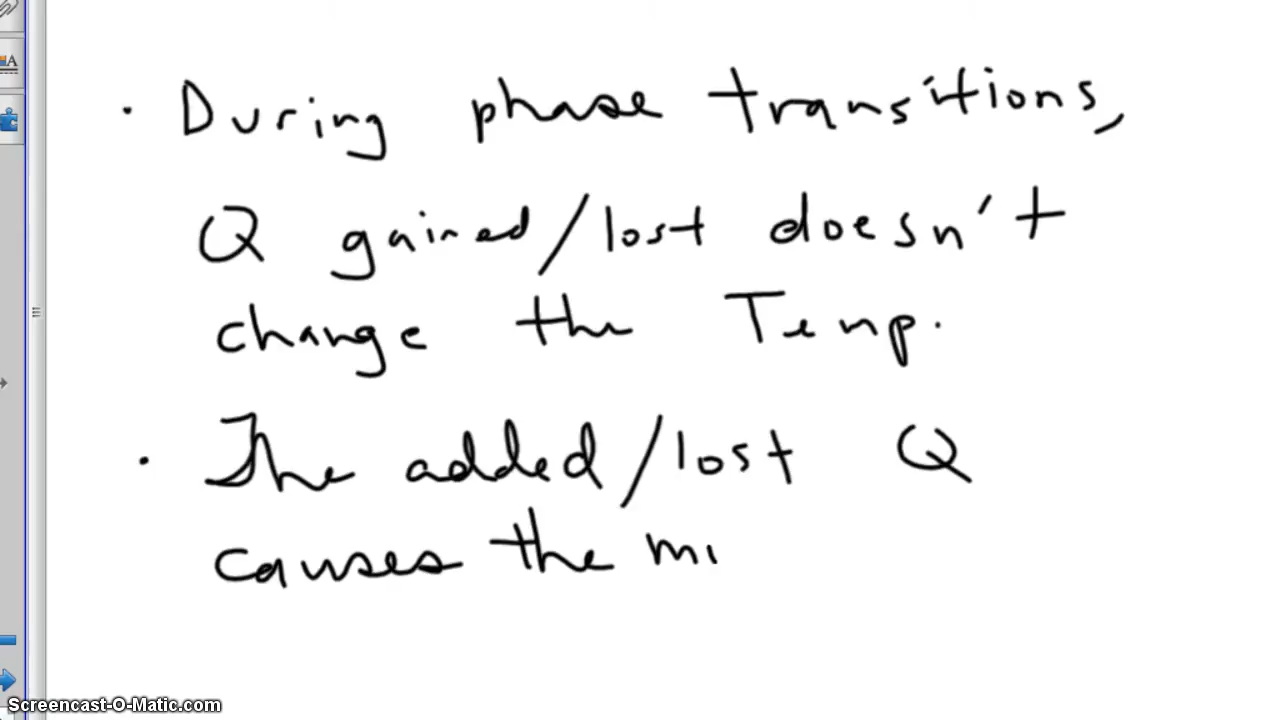 · During phase transitions,
Q gained/lost doesn't
change the Temp.
· The added/lost Q
causes the m
Screencast-O-Matic.com